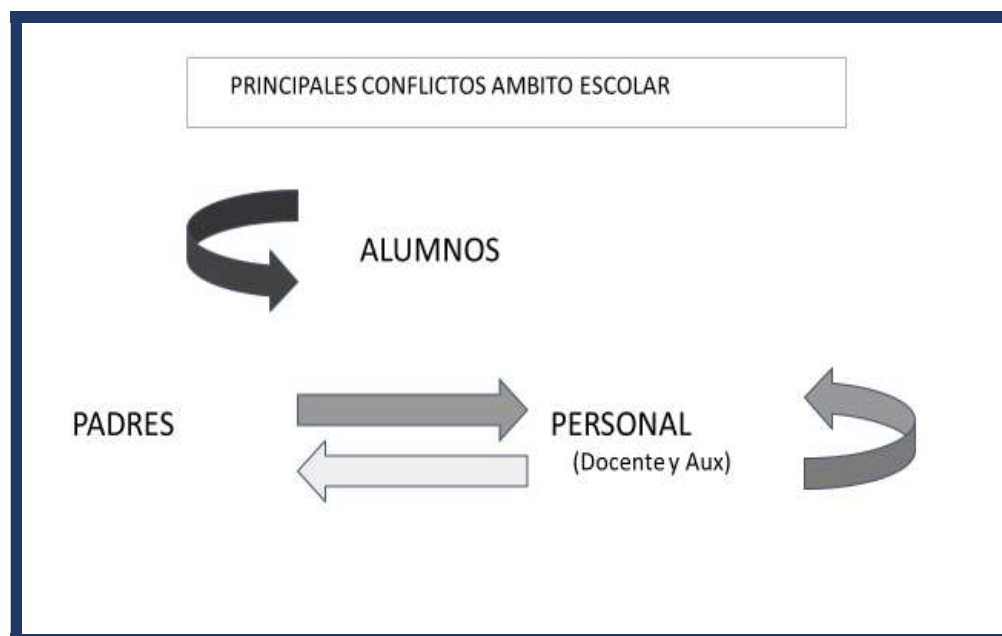 PRINCIPALES CONFLICTOS AMBITO ESCOLAR
ALUMNOS
PADRES
PERSONAL
(Docente y Aux)